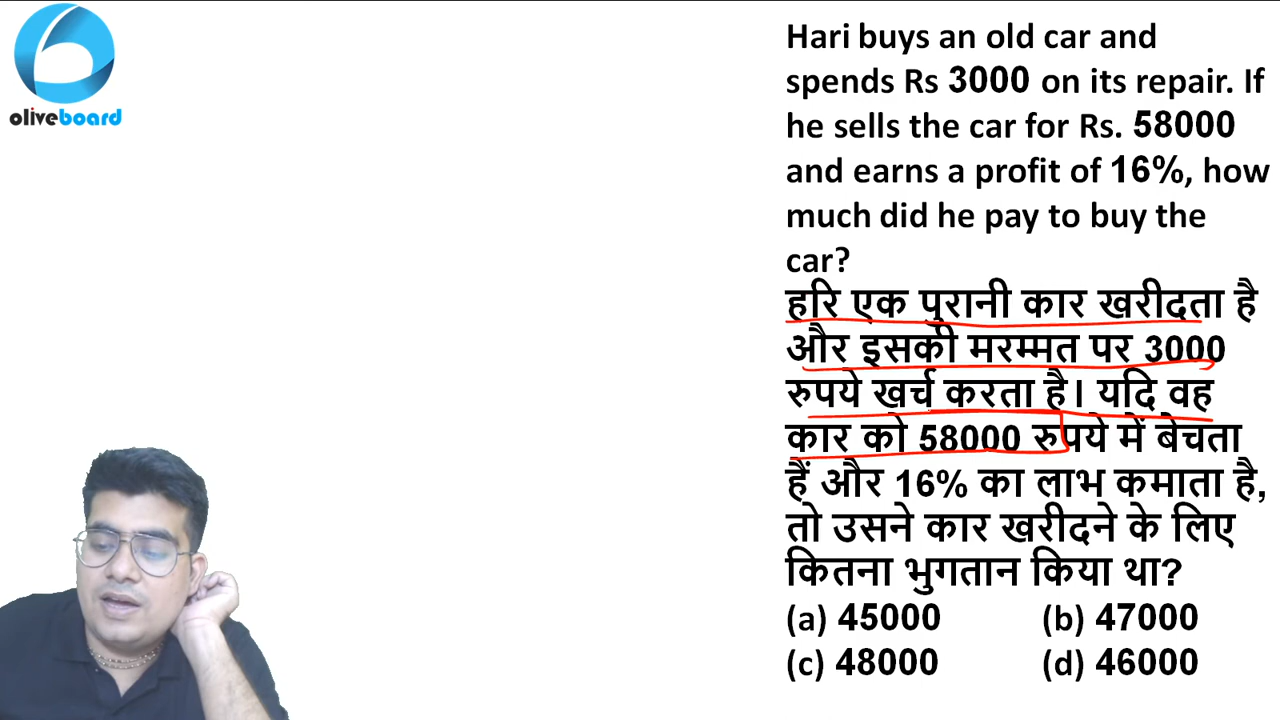 oliveboard
Hari buys an old car and
spends Rs 3000 on its repair. If
he sells the car for Rs. 58000
and earns a profit of 16%, how
much did he pay to buy the
car?
हरि एक पुरानी कार खरीदता है
और इसकी मरम्मत पर 3000
रुपये खर्च करता है। यदि वह
कार को 58000 रुपये में बेचता
हैं और 16% का लाभ कमाता है,
तो उसने कार खरीदने के लिए
कितना भुगतान किया था?
(a) 45000 (b) 47000
(c) 48000 (d) 46000